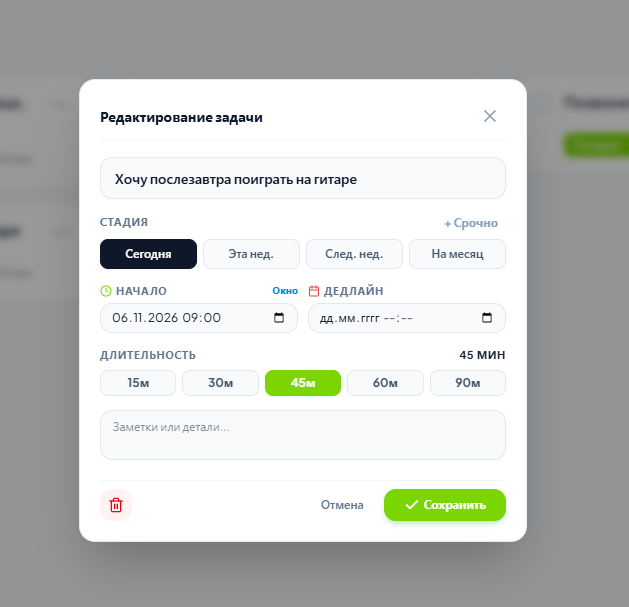 Редактирование задачи
Хочу послезавтра поиграть на гитаре
СТАДИЯ
+ Срочно
Сегодня
Эта нед.
След. нед.
На месяц
НАЧАЛО
Окно
ДЕДЛАЙН
06.11.2026 09:00
дд.мм.гггг --:--
ДЛИТЕЛЬНОСТЬ
45 МИН
15м
30м
45м
60м
90м
Заметки или детали...
Отмена
Сохранить